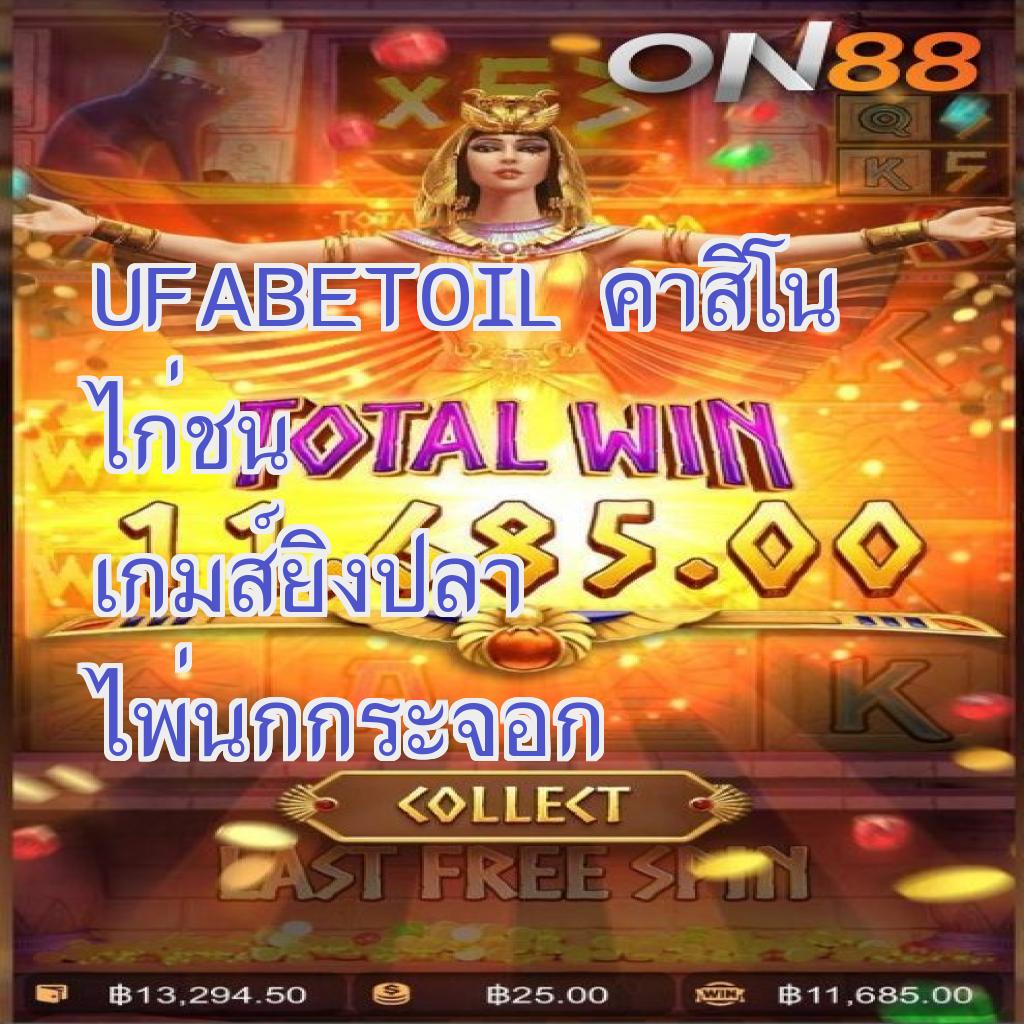 ON88
x53
Q
K
UFABETOIL คาสิโน
ไก่ชน
TOTAL WIN
11,685.00
เกมส์ยิงปลา
ไพ่นกกระจอก
K
COLLECT
LAST FREE SPIN
฿13,294.50 ฿25.00 WIN ฿11,685.00